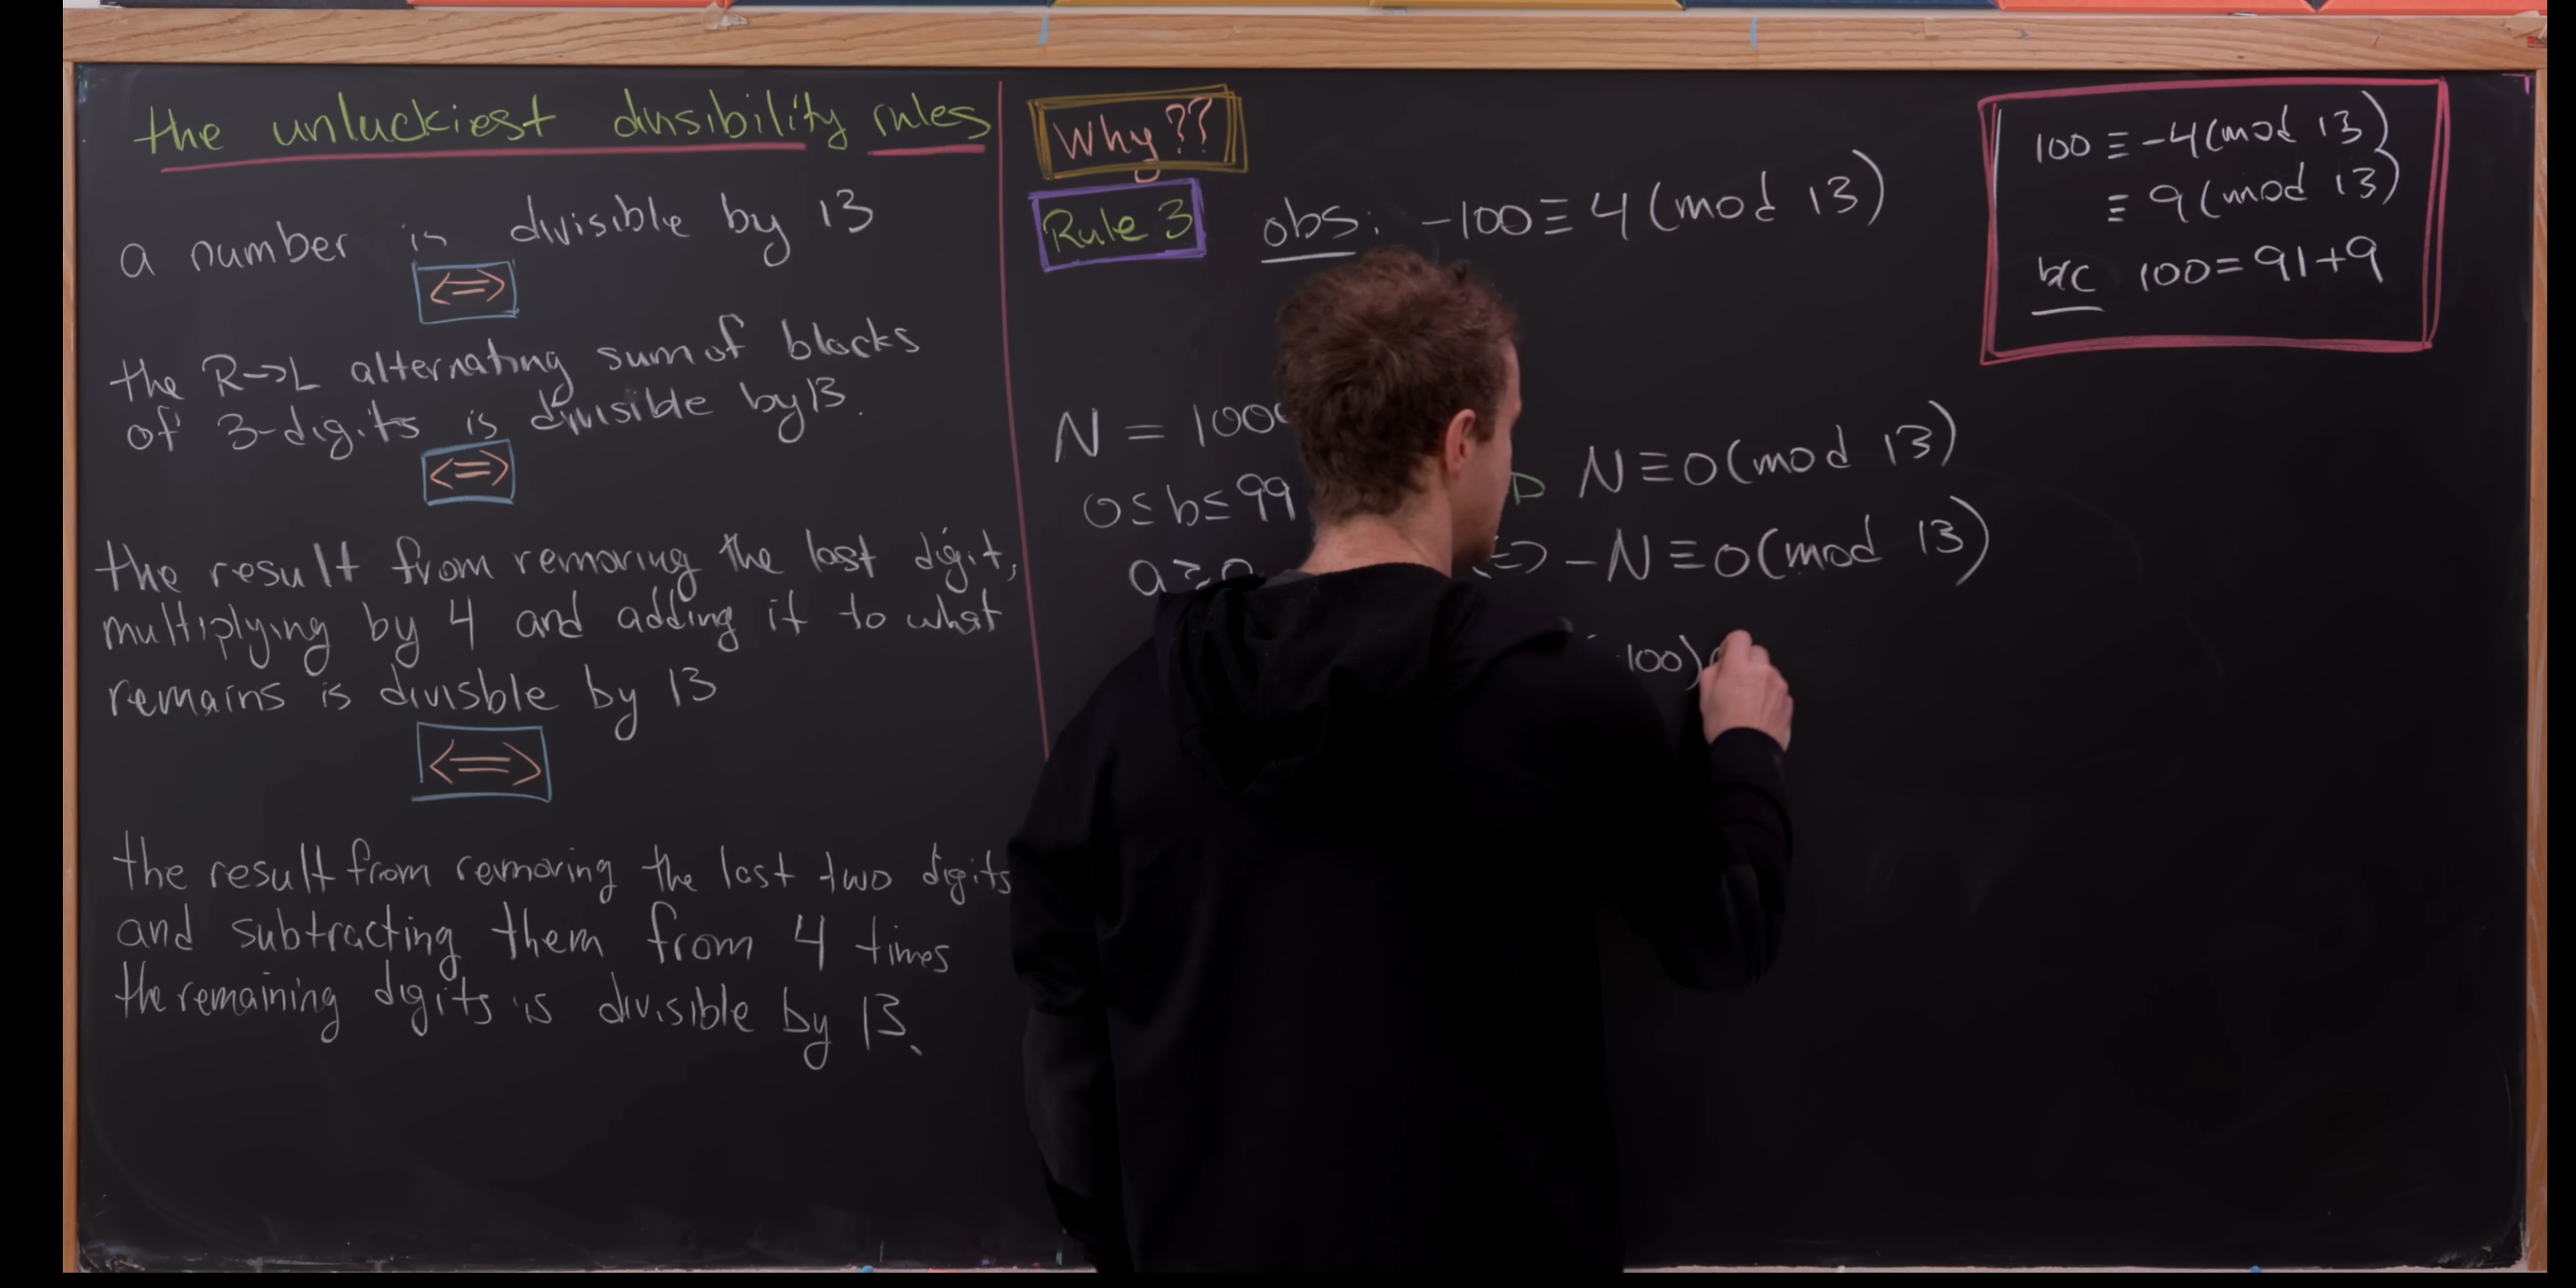 the unluckiest divisibility rules
a number is divisible by 13
<=>
the R→L alternating sum of blocks
of 3-digits is divisible by 13.
<=>
the result from removing the last digit,
multiplying by 4 and adding it to what
remains is divisble by 13
<=>
the result from removing the last two digits
and subtracting them from 4 times
the remaining digits is divisible by 13.
Why??
Rule 3 obs: -100≡4(mod 13)
N = 100
0≤b≤99
a≥0
N≡0(mod 13)
=> -N≡0(mod 13)
100)
100≡-4(mod 13)
≡9(mod 13)
b/c 100=91+9